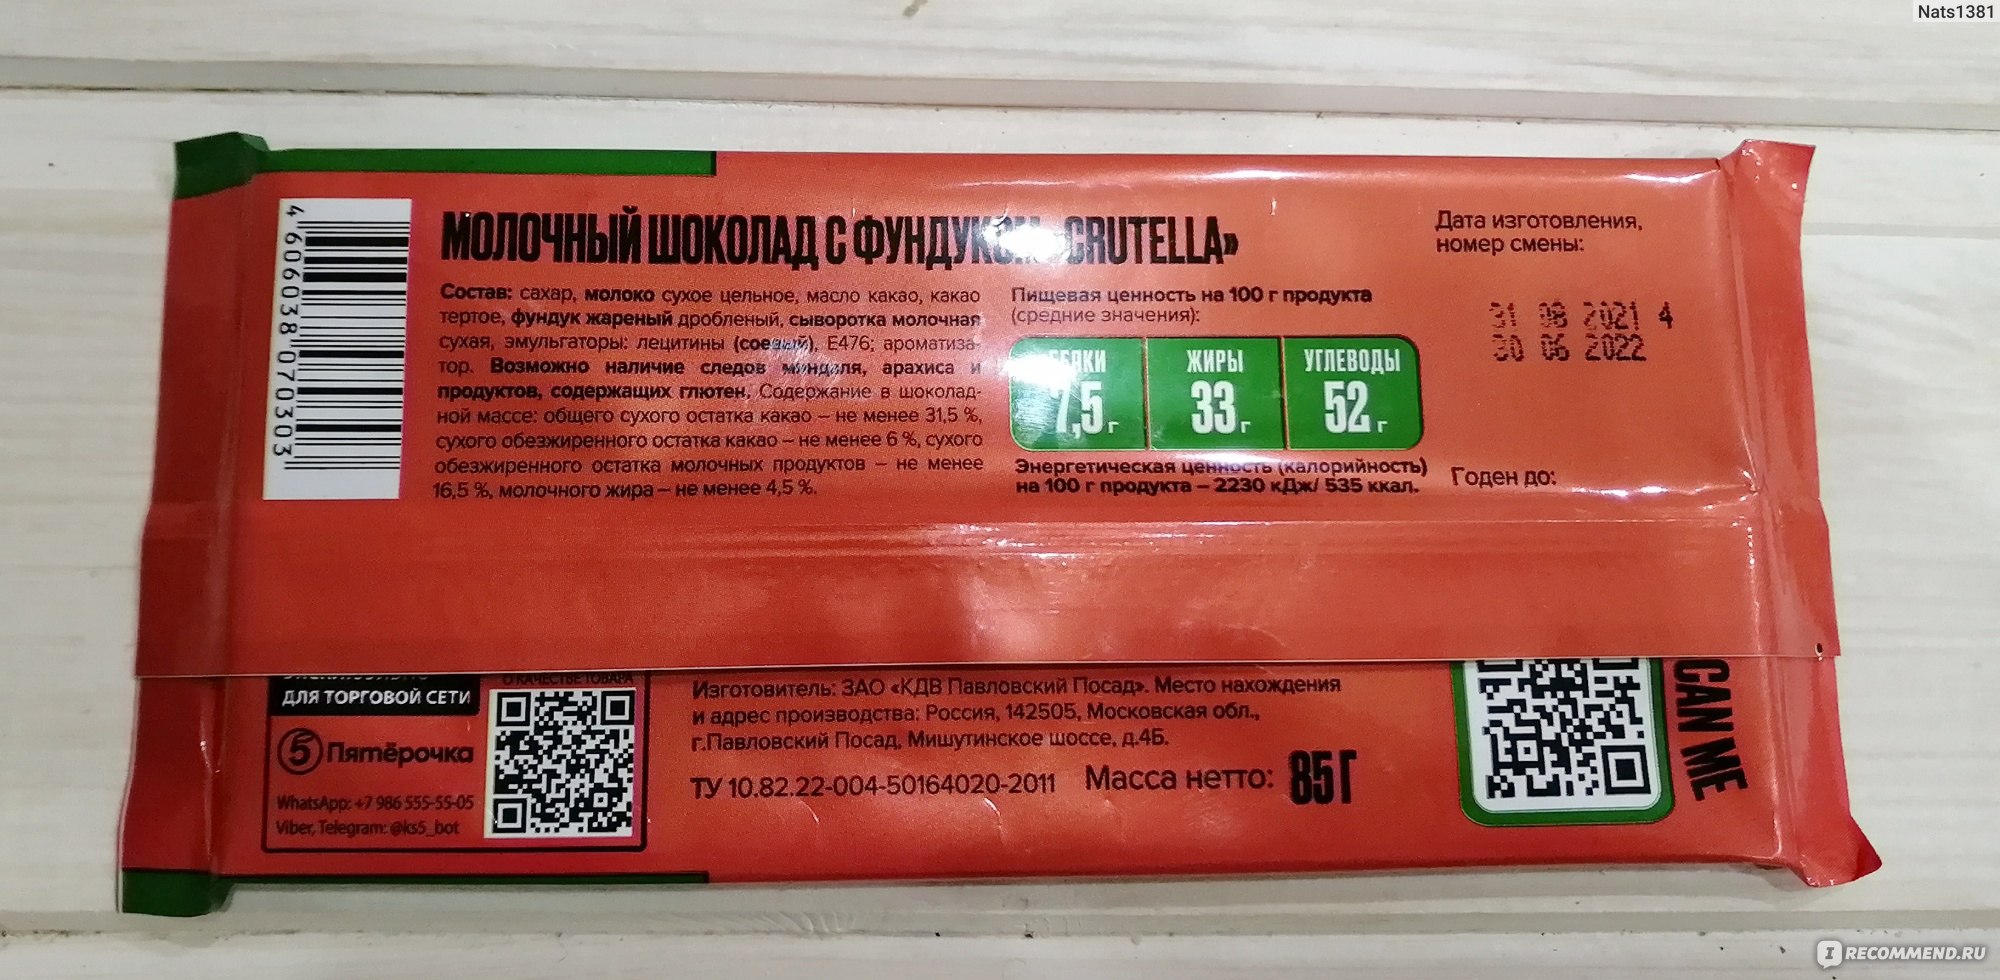 Nats1381
4 606038 070303
МОЛОЧНЫЙ ШОКОЛАД С ФУНДУКОМ «CRUTELLA»
Состав: сахар, молоко сухое цельное, масло какао, какао
тертое, фундук жареный дробленый, сыворотка молочная
сухая, эмульгаторы: лецитины (соевый), Е476; ароматиза-
тор. Возможно наличие следов миндаля, арахиса и
продуктов, содержащих глютен. Содержание в шоколад-
ной массе: общего сухого остатка какао – не менее 31,5 %,
сухого обезжиренного остатка какао – не менее 6 %, сухого
обезжиренного остатка молочных продуктов – не менее
16,5 %, молочного жира – не менее 4,5 %.
Пищевая ценность на 100 г продукта
(средние значения):
БЕЛКИ ЖИРЫ УГЛЕВОДЫ
7,5 г 33 г 52 г
Энергетическая ценность (калорийность)
на 100 г продукта – 2230 кДж/ 535 ккал.
Дата изготовления,
номер смены:
31 08 2021 4
30 06 2022
Годен до:
ДЛЯ ТОРГОВОЙ СЕТИ
5 Пятёрочка
WhatsApp: +7 986 555-55-05
Viber, Telegram: @ks5_bot
О КАЧЕСТВЕ ТОВАРА
Изготовитель: ЗАО «КДВ Павловский Посад». Место нахождения
и адрес производства: Россия, 142505, Московская обл.,
г.Павловский Посад, Мишутинское шоссе, д.4Б.
ТУ 10.82.22-004-50164020-2011 Масса нетто: 85 Г
CAN ME
IRECOMMEND.RU